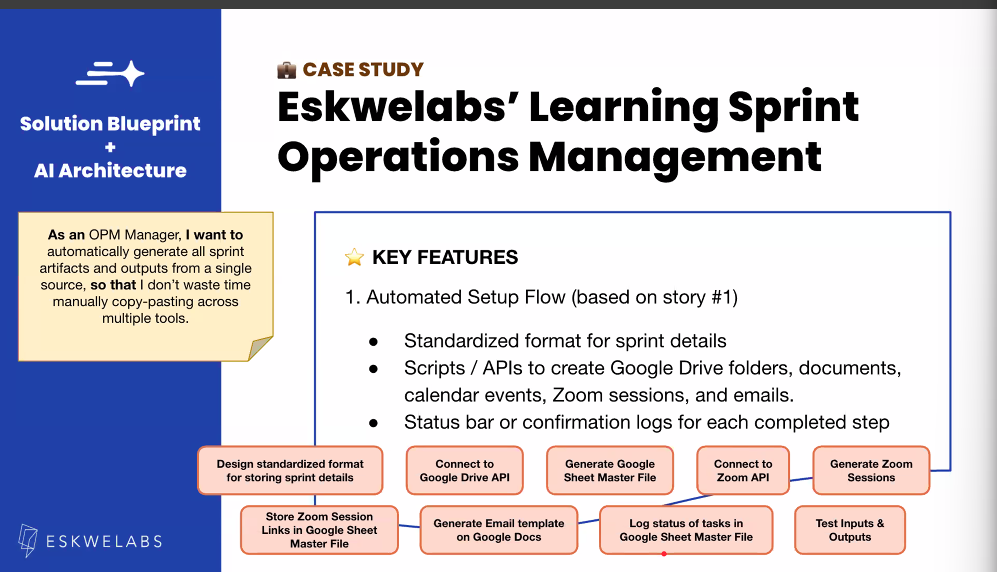 Solution Blueprint
+
AI Architecture
💼 CASE STUDY
Eskwelabs’ Learning Sprint
Operations Management
As an OPM Manager, I want to
automatically generate all sprint
artifacts and outputs from a single
source, so that I don’t waste time
manually copy-pasting across
multiple tools.
⭐ KEY FEATURES
1. Automated Setup Flow (based on story #1)
● Standardized format for sprint details
● Scripts / APIs to create Google Drive folders, documents,
calendar events, Zoom sessions, and emails.
● Status bar or confirmation logs for each completed step
Design standardized format
for storing sprint details
Connect to
Google Drive API
Generate Google
Sheet Master File
Connect to
Zoom API
Generate Zoom
Sessions
Store Zoom Session
Links in Google Sheet
Master File
Generate Email template
on Google Docs
Log status of tasks in
Google Sheet Master File
Test Inputs &
Outputs
ESKWELABS